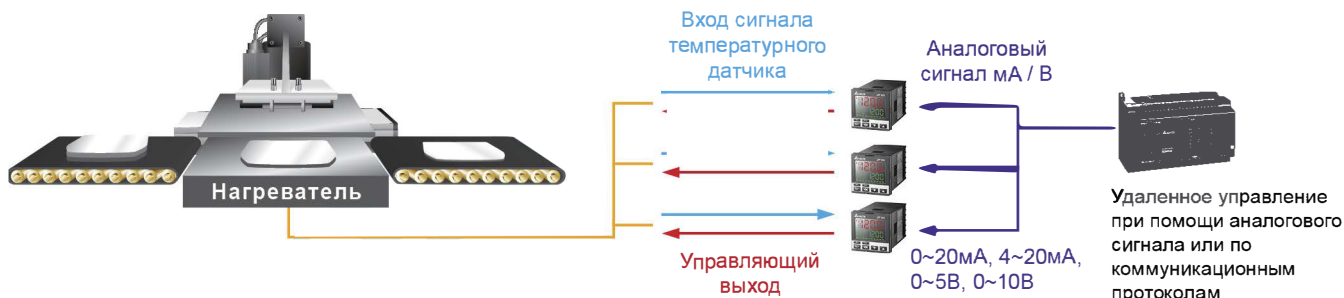 Вход сигнала
температурного
датчика
Аналоговый
сигнал мА / В
Нагреватель
Управляющий
выход
0~20мА, 4~20мА,
0~5В, 0~10В
Удаленное управление
при помощи аналогового
сигнала или по
коммуникационным
протоколам